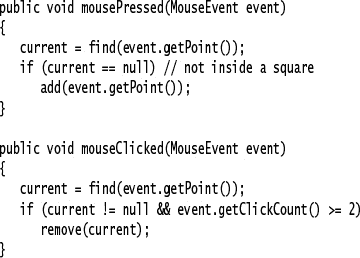 public void mousePressed(MouseEvent event)
{
   current = find(event.getPoint());
   if (current == null) // not inside a square
      add(event.getPoint());
}

public void mouseClicked(MouseEvent event)
{
   current = find(event.getPoint());
   if (current != null && event.getClickCount() >= 2)
      remove(current);
}